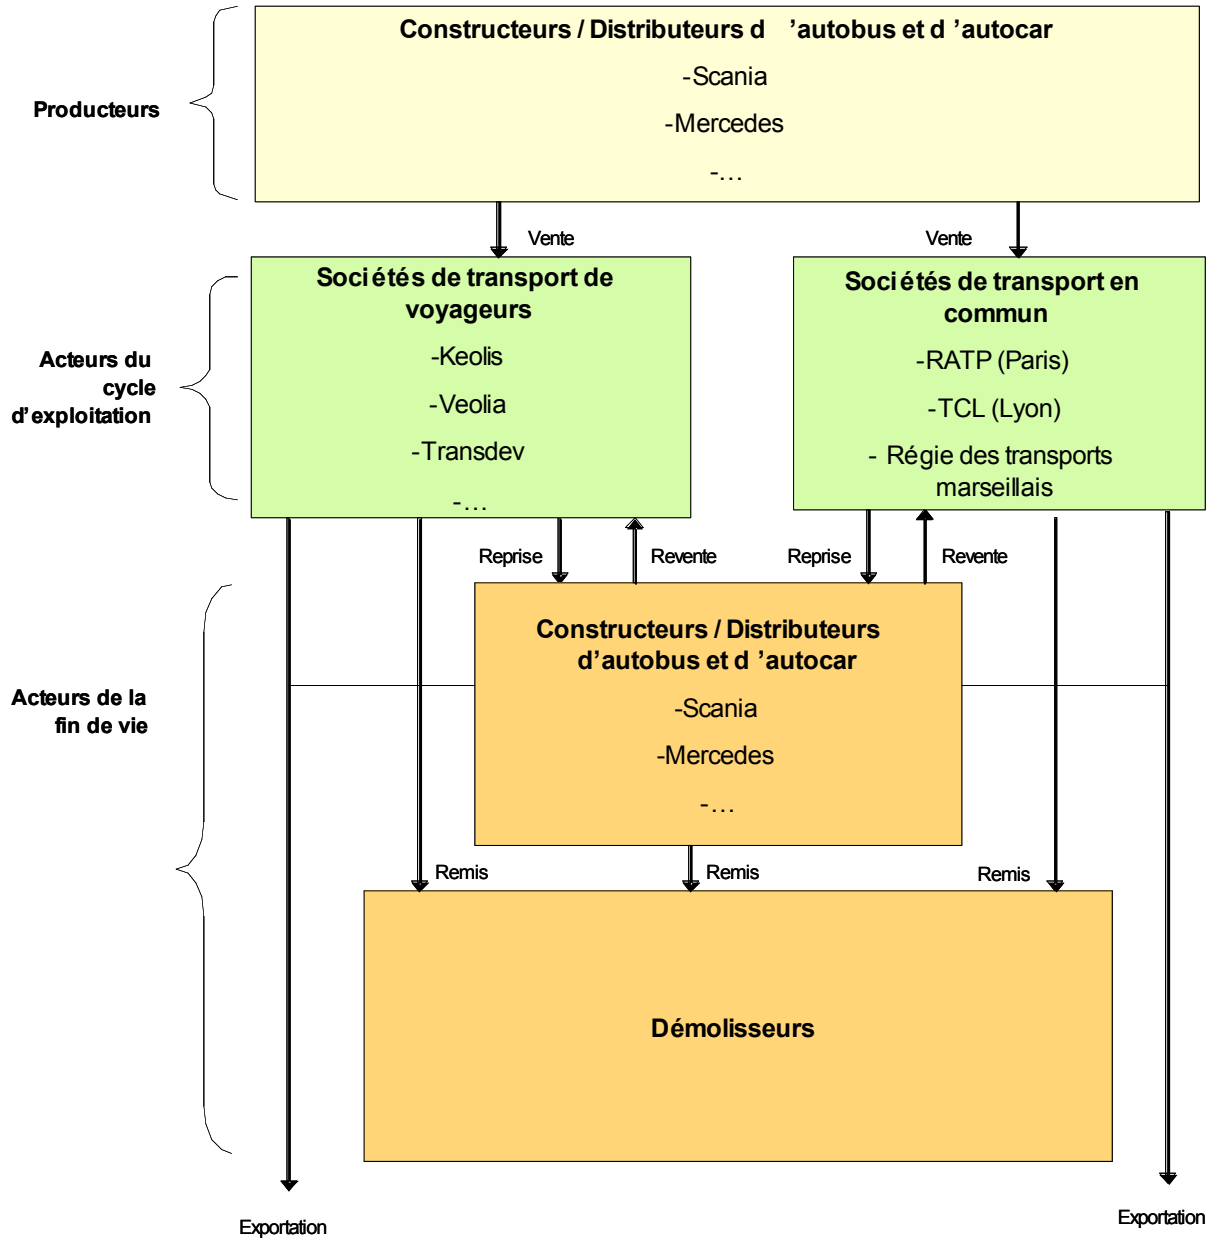 Constructeurs / Distributeurs d ’autobus et d ’autocar
-Scania
-Mercedes
-…
Producteurs
Vente
Vente
Sociétés de transport de
voyageurs
-Keolis
-Veolia
-Transdev
-…
Sociétés de transport en
commun
-RATP (Paris)
-TCL (Lyon)
- Régie des transports
marseillais
Acteurs du
cycle
d’exploitation
Reprise
Revente
Reprise
Revente
Constructeurs / Distributeurs
d’autobus et d ’autocar
-Scania
-Mercedes
-…
Acteurs de la
fin de vie
Remis
Remis
Remis
Démolisseurs
Exportation
Exportation